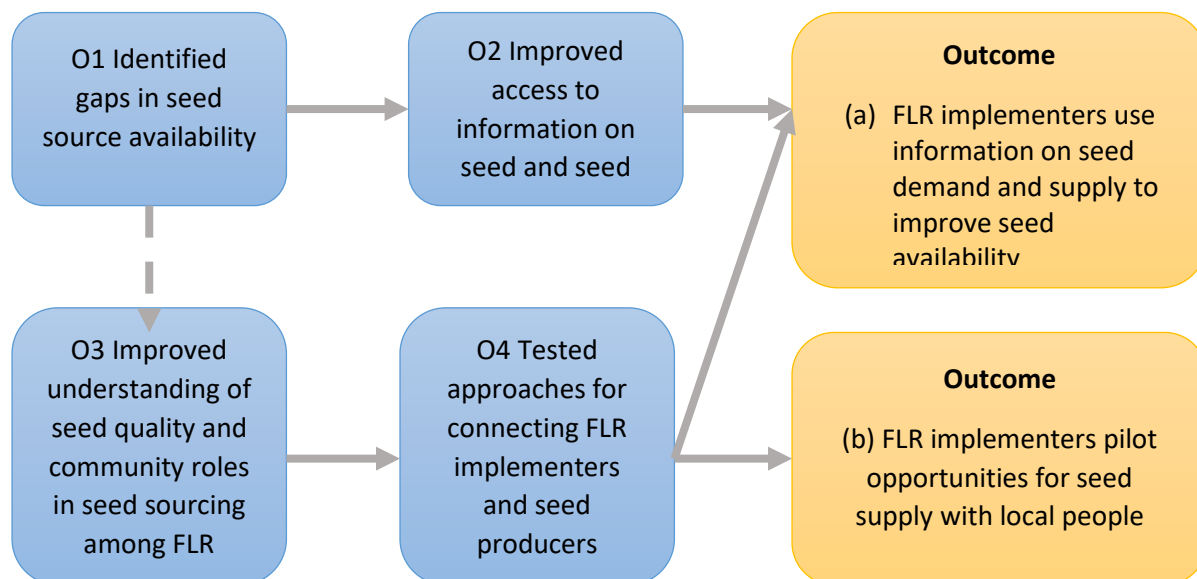 O1 Identified
gaps in seed
source availability
O2 Improved
access to
information on
seed and seed
Outcome
(a) FLR implementers use
information on seed
demand and supply to
improve seed
availability
O3 Improved
understanding of
seed quality and
community roles
in seed sourcing
among FLR
O4 Tested
approaches for
connecting FLR
implementers
and seed
producers
Outcome
(b) FLR implementers pilot
opportunities for seed
supply with local people